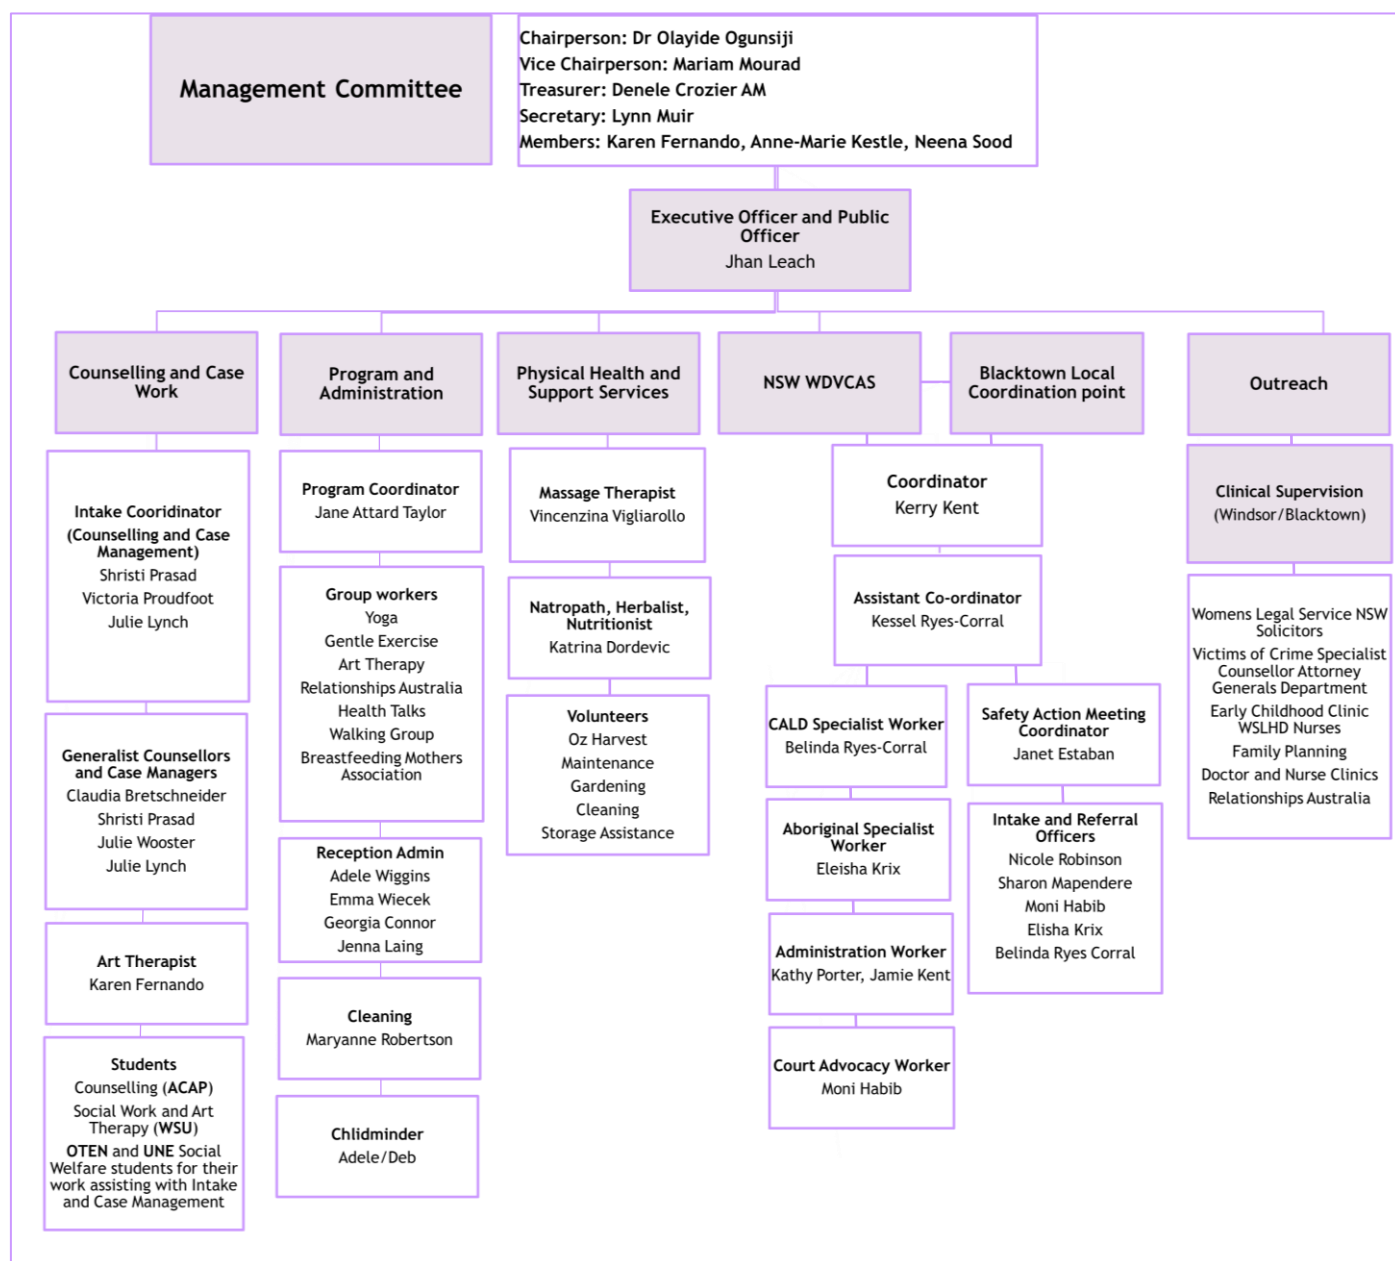 Management Committee
Chairperson: Dr Olayide Ogunsiji
Vice Chairperson: Mariam Mourad
Treasurer: Denele Crozier AM
Secretary: Lynn Muir
Members: Karen Fernando, Anne-Marie Kestle, Neena Sood
Executive Officer and Public
Officer
Jhan Leach
Counselling and Case
Work
Intake Cooridinator
(Counselling and Case
Management)
Shristi Prasad
Victoria Proudfoot
Julie Lynch
Generalist Counsellors
and Case Managers
Claudia Bretschneider
Shristi Prasad
Julie Wooster
Julie Lynch
Art Therapist
Karen Fernando
Students
Counselling (ACAP)
Social Work and Art
Therapy (WSU)
OTEN and UNE Social
Welfare students for their
work assisting with Intake
and Case Management
Program and
Administration
Program Coordinator
Jane Attard Taylor
Group workers
Yoga
Gentle Exercise
Art Therapy
Relationships Australia
Health Talks
Walking Group
Breastfeeding Mothers
Association
Reception Admin
Adele Wiggins
Emma Wiecek
Georgia Connor
Jenna Laing
Cleaning
Maryanne Robertson
Chlidminder
Adele/Deb
Physical Health and
Support Services
Massage Therapist
Vincenzina Vigliarollo
Natropath, Herbalist,
Nutritionist
Katrina Dordevic
Volunteers
Oz Harvest
Maintenance
Gardening
Cleaning
Storage Assistance
NSW WDVCAS
Blacktown Local
Coordination point
Coordinator
Kerry Kent
Assistant Co-ordinator
Kessel Ryes-Corral
CALD Specialist Worker
Belinda Ryes-Corral
Aboriginal Specialist
Worker
Eleisha Krix
Administration Worker
Kathy Porter, Jamie Kent
Court Advocacy Worker
Moni Habib
Safety Action Meeting
Coordinator
Janet Estaban
Intake and Referral
Officers
Nicole Robinson
Sharon Mapendere
Moni Habib
Elisha Krix
Belinda Ryes Corral
Outreach
Clinical Supervision
(Windsor/Blacktown)
Womens Legal Service NSW
Solicitors
Victims of Crime Specialist
Counsellor Attorney
Generals Department
Early Childhood Clinic
WSLHD Nurses
Family Planning
Doctor and Nurse Clinics
Relationships Australia